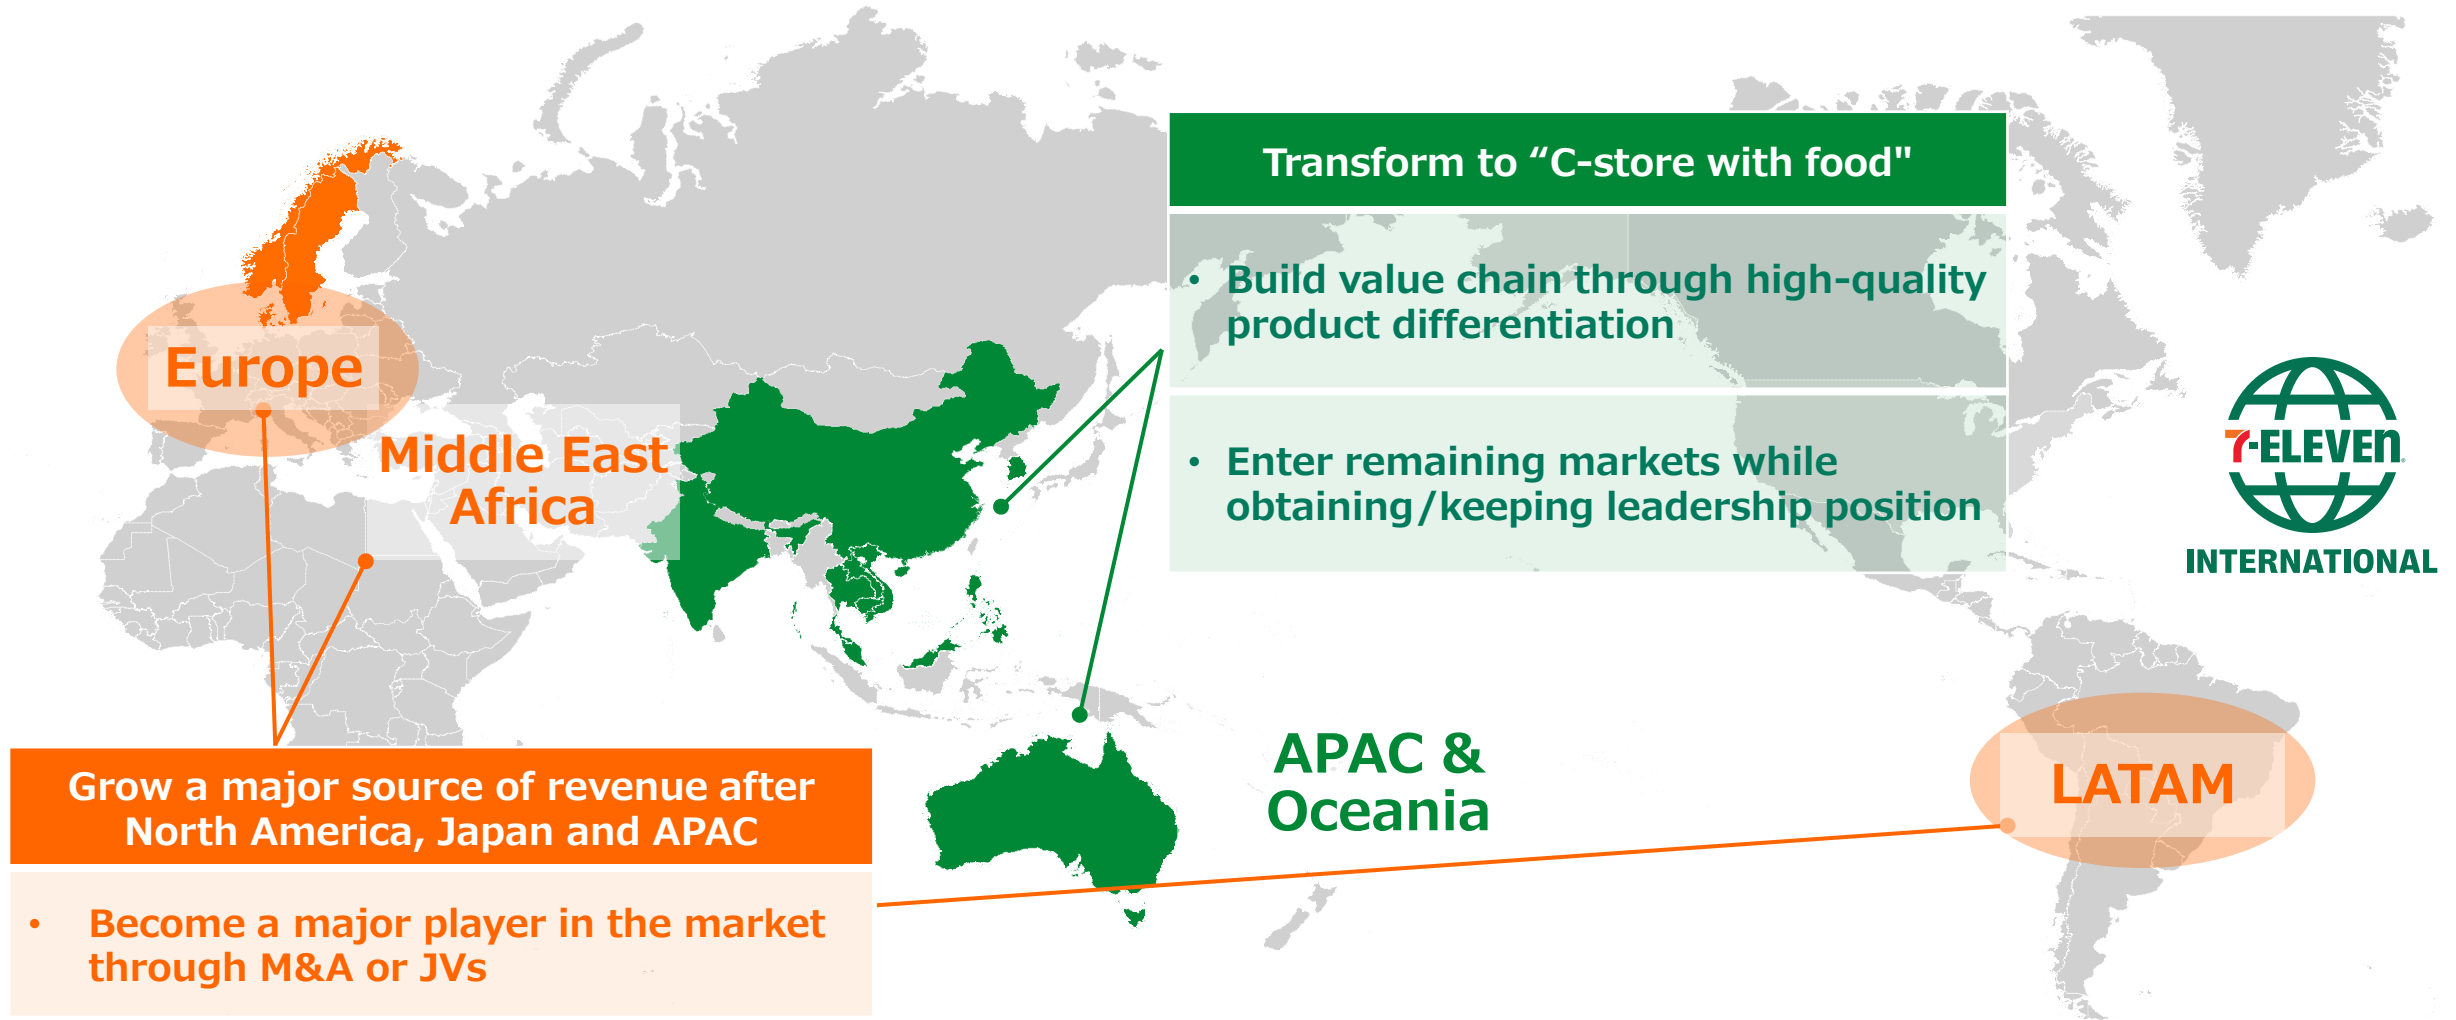 Transform to “C-store with food"
• Build value chain through high-quality
product differentiation
• Enter remaining markets while
obtaining/keeping leadership position
Europe
Middle East
Africa
7-ELEVEn®
INTERNATIONAL
APAC &
Oceania
LATAM
Grow a major source of revenue after
North America, Japan and APAC
• Become a major player in the market
through M&A or JVs